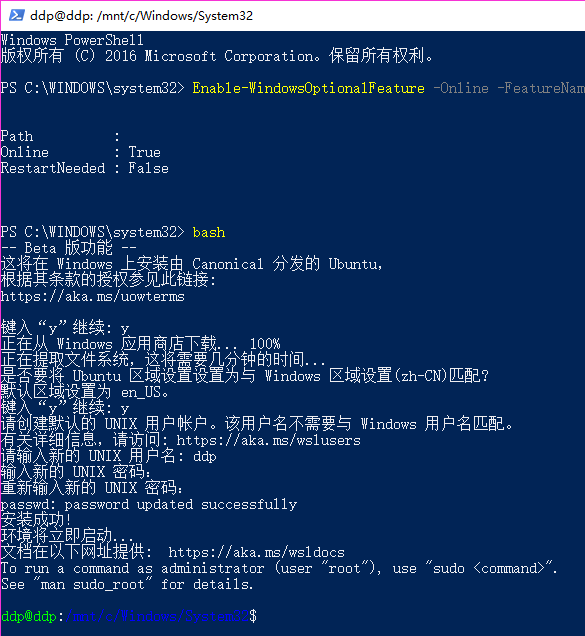 ddp@ddp: /mnt/c/Windows/System32
Windows PowerShell
版权所有 (C) 2016 Microsoft Corporation。保留所有权利。
PS C:\WINDOWS\system32> Enable-WindowsOptionalFeature -Online -FeatureNam
Path :
Online : True
RestartNeeded : False
PS C:\WINDOWS\system32> bash
-- Beta 版功能 --
这将在 Windows 上安装由 Canonical 分发的 Ubuntu,
根据其条款的授权参见此链接:
https://aka.ms/uowterms
键入“y”继续: y
正在从 Windows 应用商店下载... 100%
正在提取文件系统，这将需要几分钟的时间...
是否要将 Ubuntu 区域设置设置为与 Windows 区域设置(zh-CN)匹配?
默认区域设置为 en_US。
键入“y”继续: y
请创建默认的 UNIX 用户帐户。该用户名不需要与 Windows 用户名匹配。
有关详细信息，请访问: https://aka.ms/wslusers
请输入新的 UNIX 用户名: ddp
输入新的 UNIX 密码：
重新输入新的 UNIX 密码：
passwd: password updated successfully
安装成功!
环境将立即启动...
文档在以下网址提供:  https://aka.ms/wsldocs
To run a command as administrator (user "root"), use "sudo <command>".
See "man sudo_root" for details.
ddp@ddp:/mnt/c/Windows/System32$